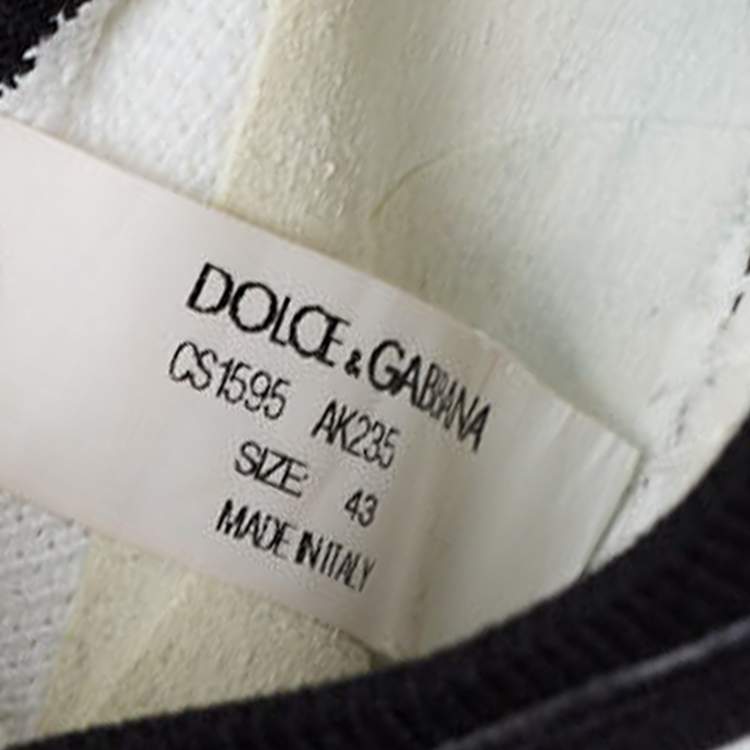 DOLCE & GABBANA
CS1595 AK235
SIZE: 43
MADE IN ITALY